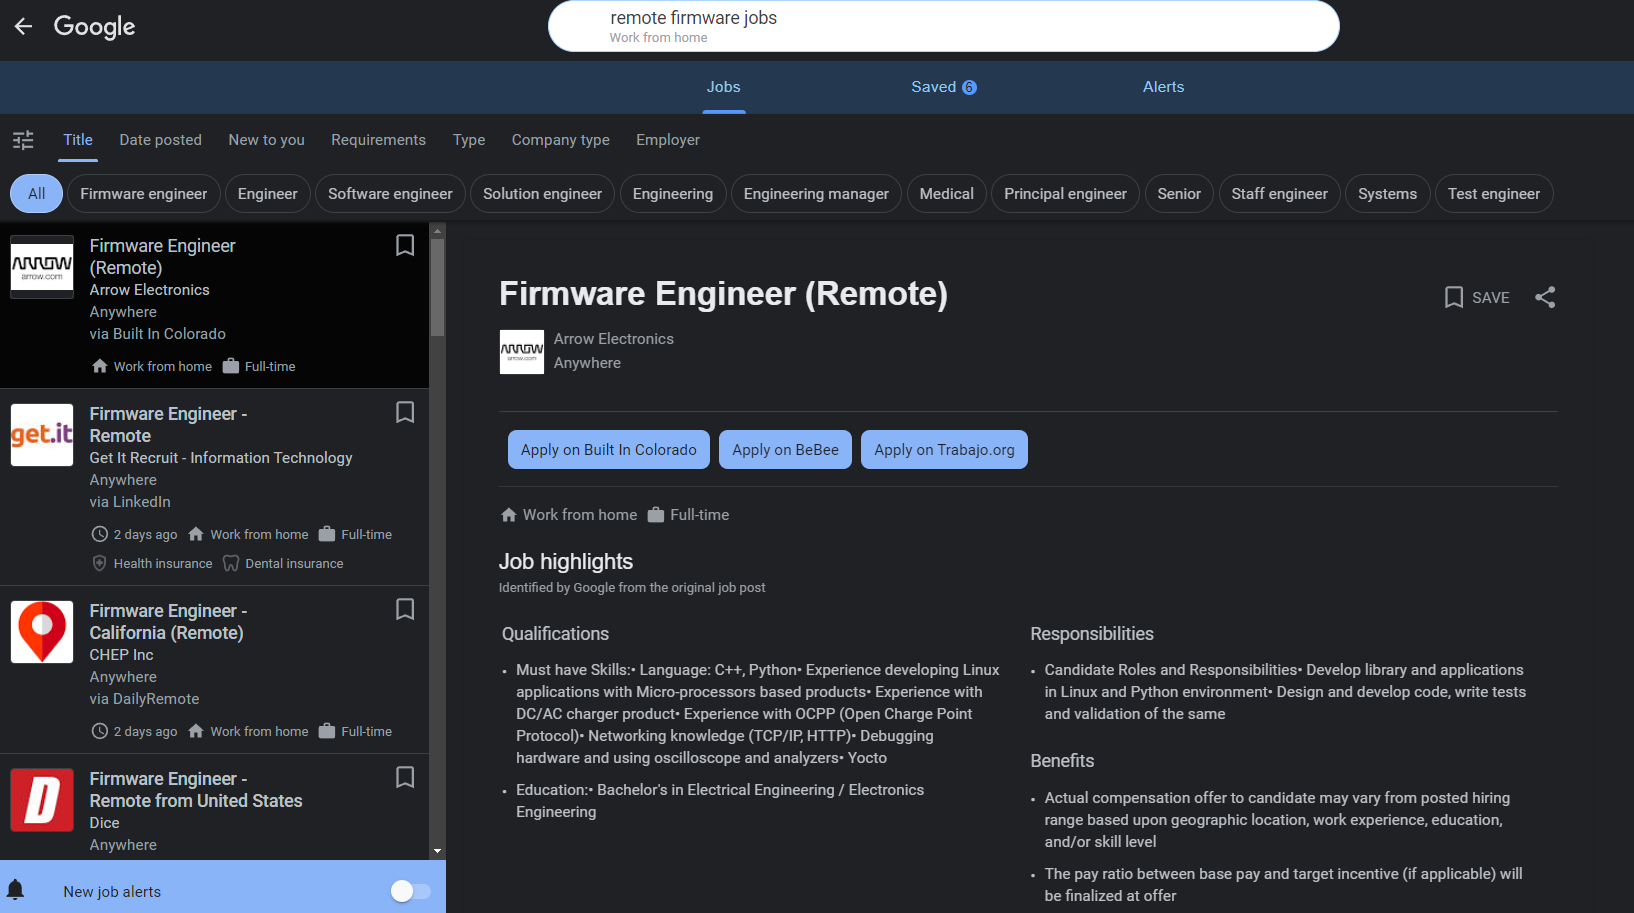 Google
remote firmware jobs
Work from home
Jobs
Saved 6
Alerts
Title
Date posted
New to you
Requirements
Type
Company type
Employer
All
Firmware engineer
Engineer
Software engineer
Solution engineer
Engineering
Engineering manager
Medical
Principal engineer
Senior
Staff engineer
Systems
Test engineer
ARROW
arrow.com
Firmware Engineer
(Remote)
Arrow Electronics
Anywhere
via Built In Colorado
Work from home
Full-time
get.it
Firmware Engineer -
Remote
Get It Recruit - Information Technology
Anywhere
via LinkedIn
2 days ago
Work from home
Full-time
Health insurance
Dental insurance
Firmware Engineer -
California (Remote)
CHEP Inc
Anywhere
via DailyRemote
2 days ago
Work from home
Full-time
D
Firmware Engineer -
Remote from United States
Dice
Anywhere
New job alerts
Firmware Engineer (Remote)
SAVE
ARROW
arrow.com
Arrow Electronics
Anywhere
Apply on Built In Colorado
Apply on BeBee
Apply on Trabajo.org
Work from home
Full-time
Job highlights
Identified by Google from the original job post
Qualifications
• Must have Skills:• Language: C++, Python• Experience developing Linux
applications with Micro-processors based products• Experience with
DC/AC charger product• Experience with OCPP (Open Charge Point
Protocol)• Networking knowledge (TCP/IP, HTTP)• Debugging
hardware and using oscilloscope and analyzers• Yocto
• Education:• Bachelor's in Electrical Engineering / Electronics
Engineering
Responsibilities
• Candidate Roles and Responsibilities• Develop library and applications
in Linux and Python environment• Design and develop code, write tests
and validation of the same
Benefits
• Actual compensation offer to candidate may vary from posted hiring
range based upon geographic location, work experience, education,
and/or skill level
• The pay ratio between base pay and target incentive (if applicable) will
be finalized at offer